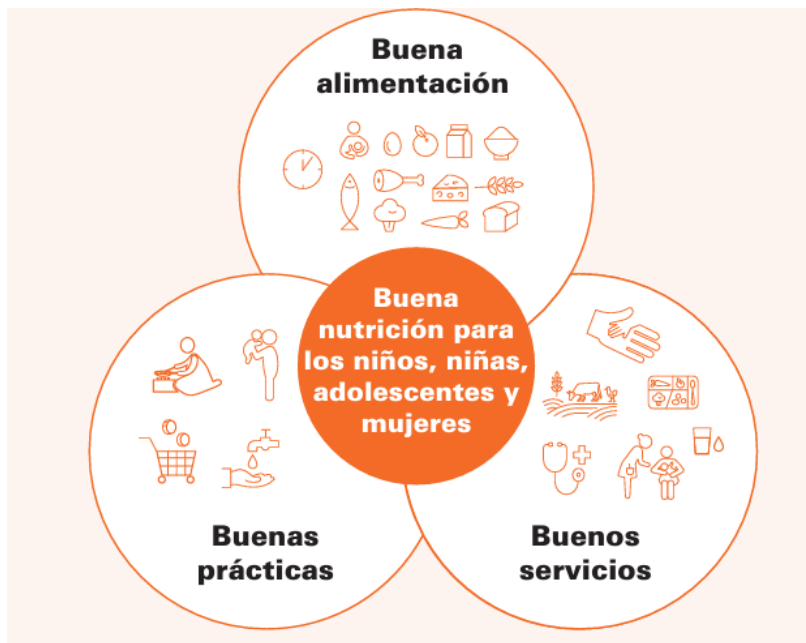 Buena
alimentación
Buena
nutrición para
los niños, niñas,
adolescentes y
mujeres
Buenas
prácticas
Buenos
servicios